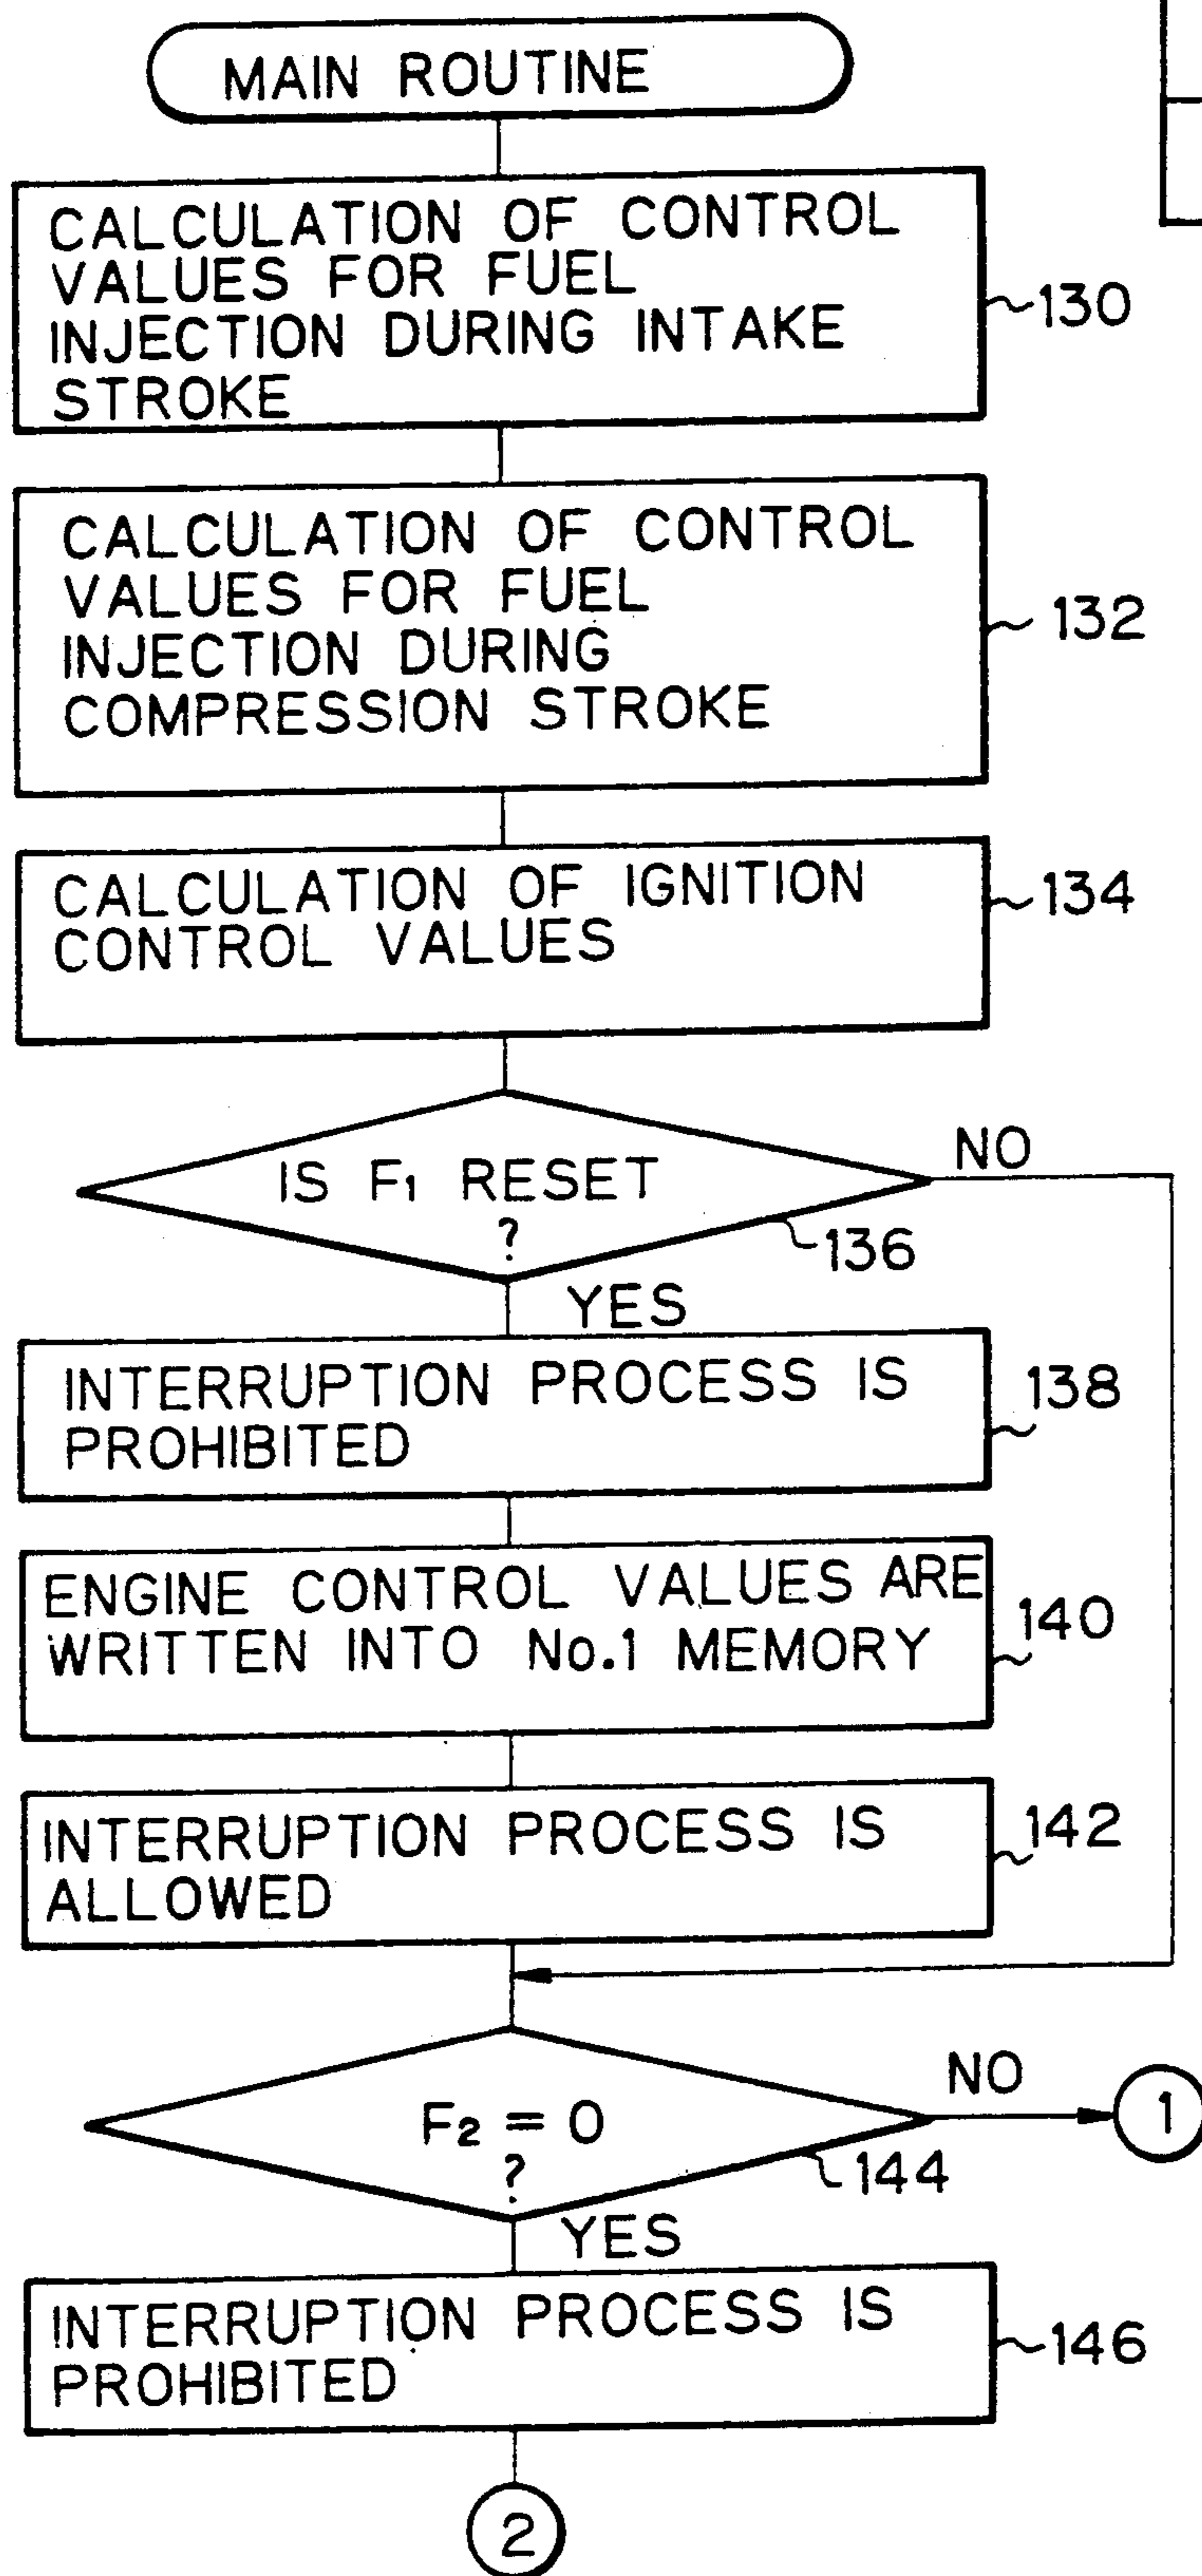 MAIN ROUTINE
CALCULATION OF CONTROL
VALUES FOR FUEL
INJECTION DURING INTAKE
STROKE
130
CALCULATION OF CONTROL
VALUES FOR FUEL
INJECTION DURING
COMPRESSION STROKE
132
CALCULATION OF IGNITION
CONTROL VALUES
134
IS F1 RESET
?
NO
136
YES
INTERRUPTION PROCESS IS
PROHIBITED
138
ENGINE CONTROL VALUES ARE
WRITTEN INTO No.1 MEMORY
140
INTERRUPTION PROCESS IS
ALLOWED
142
F2 = 0
?
NO
1
144
YES
INTERRUPTION PROCESS IS
PROHIBITED
146
2